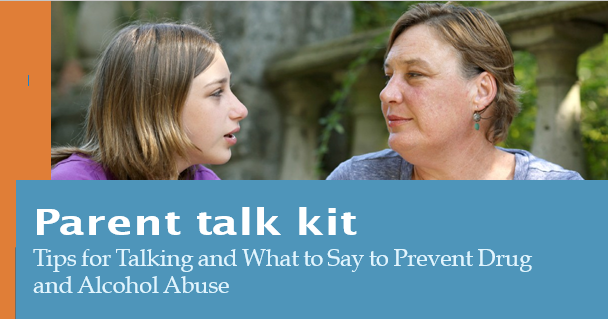 Parent talk kit
Tips for Talking and What to Say to Prevent Drug
and Alcohol Abuse